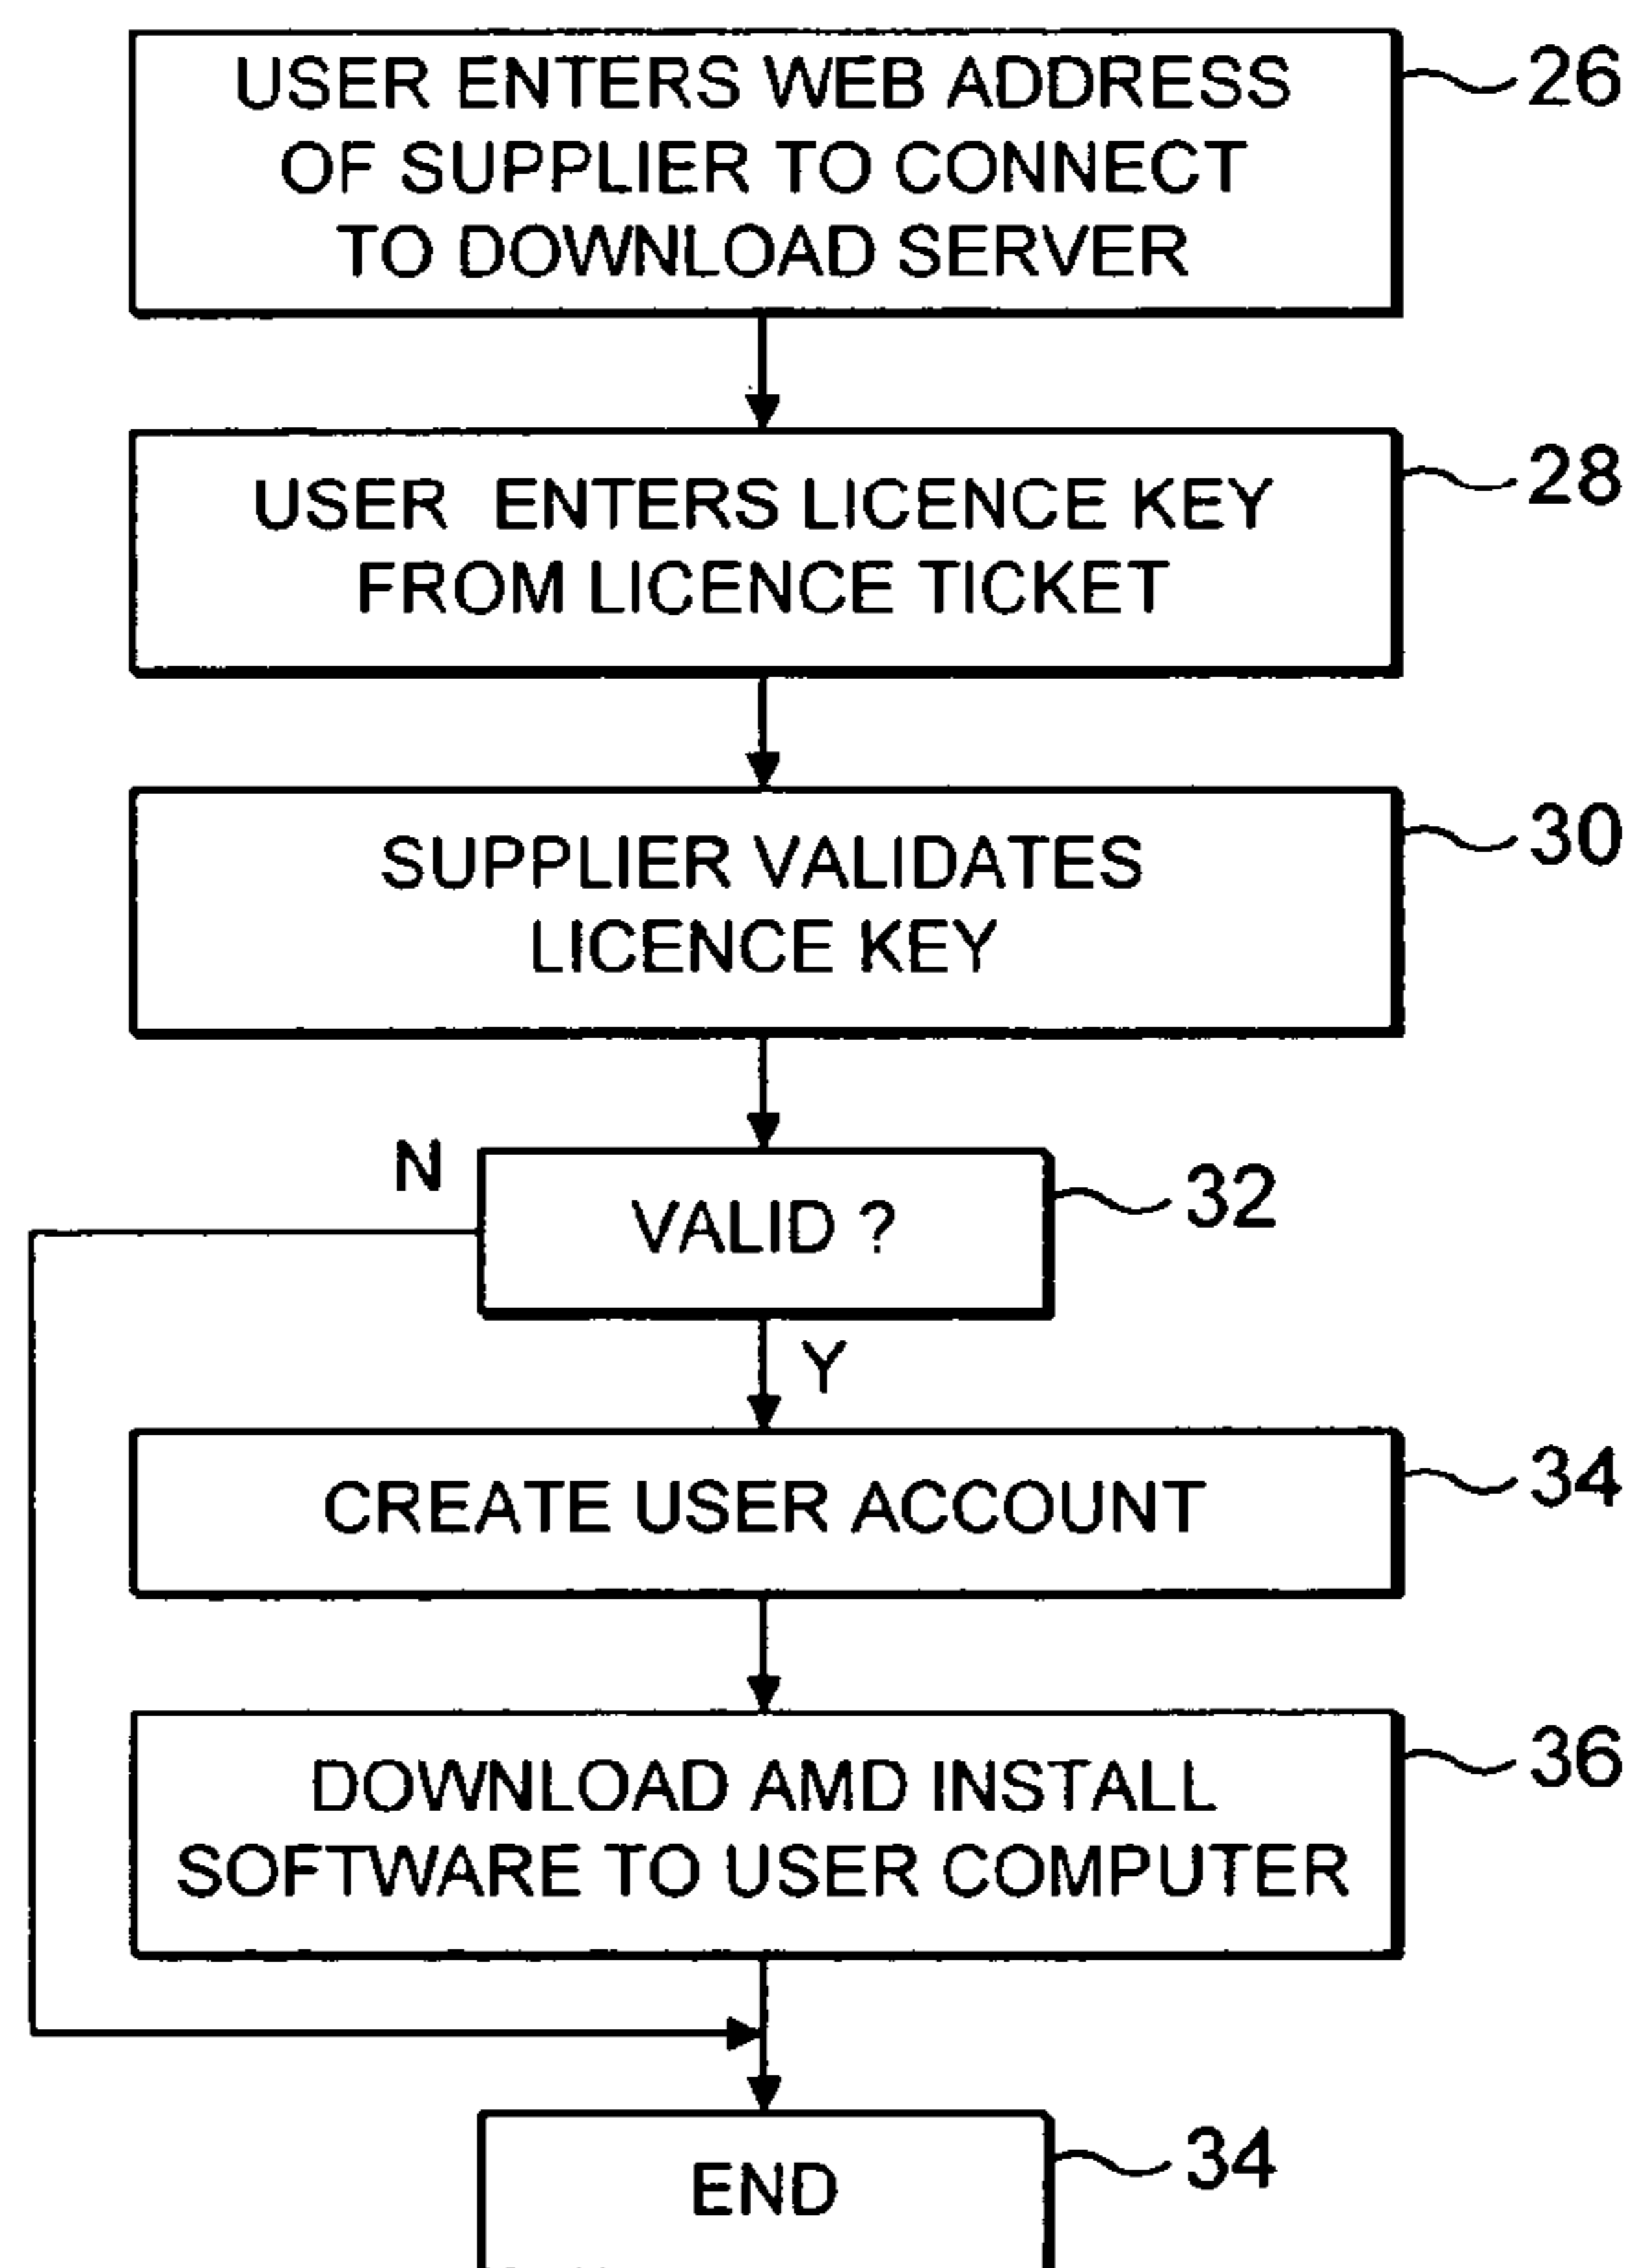 USER ENTERS WEB ADDRESS
OF SUPPLIER TO CONNECT
TO DOWNLOAD SERVER
26
USER ENTERS LICENCE KEY
FROM LICENCE TICKET
28
SUPPLIER VALIDATES
LICENCE KEY
30
N
VALID ?
32
Y
CREATE USER ACCOUNT
34
DOWNLOAD AMD INSTALL
SOFTWARE TO USER COMPUTER
36
END
34